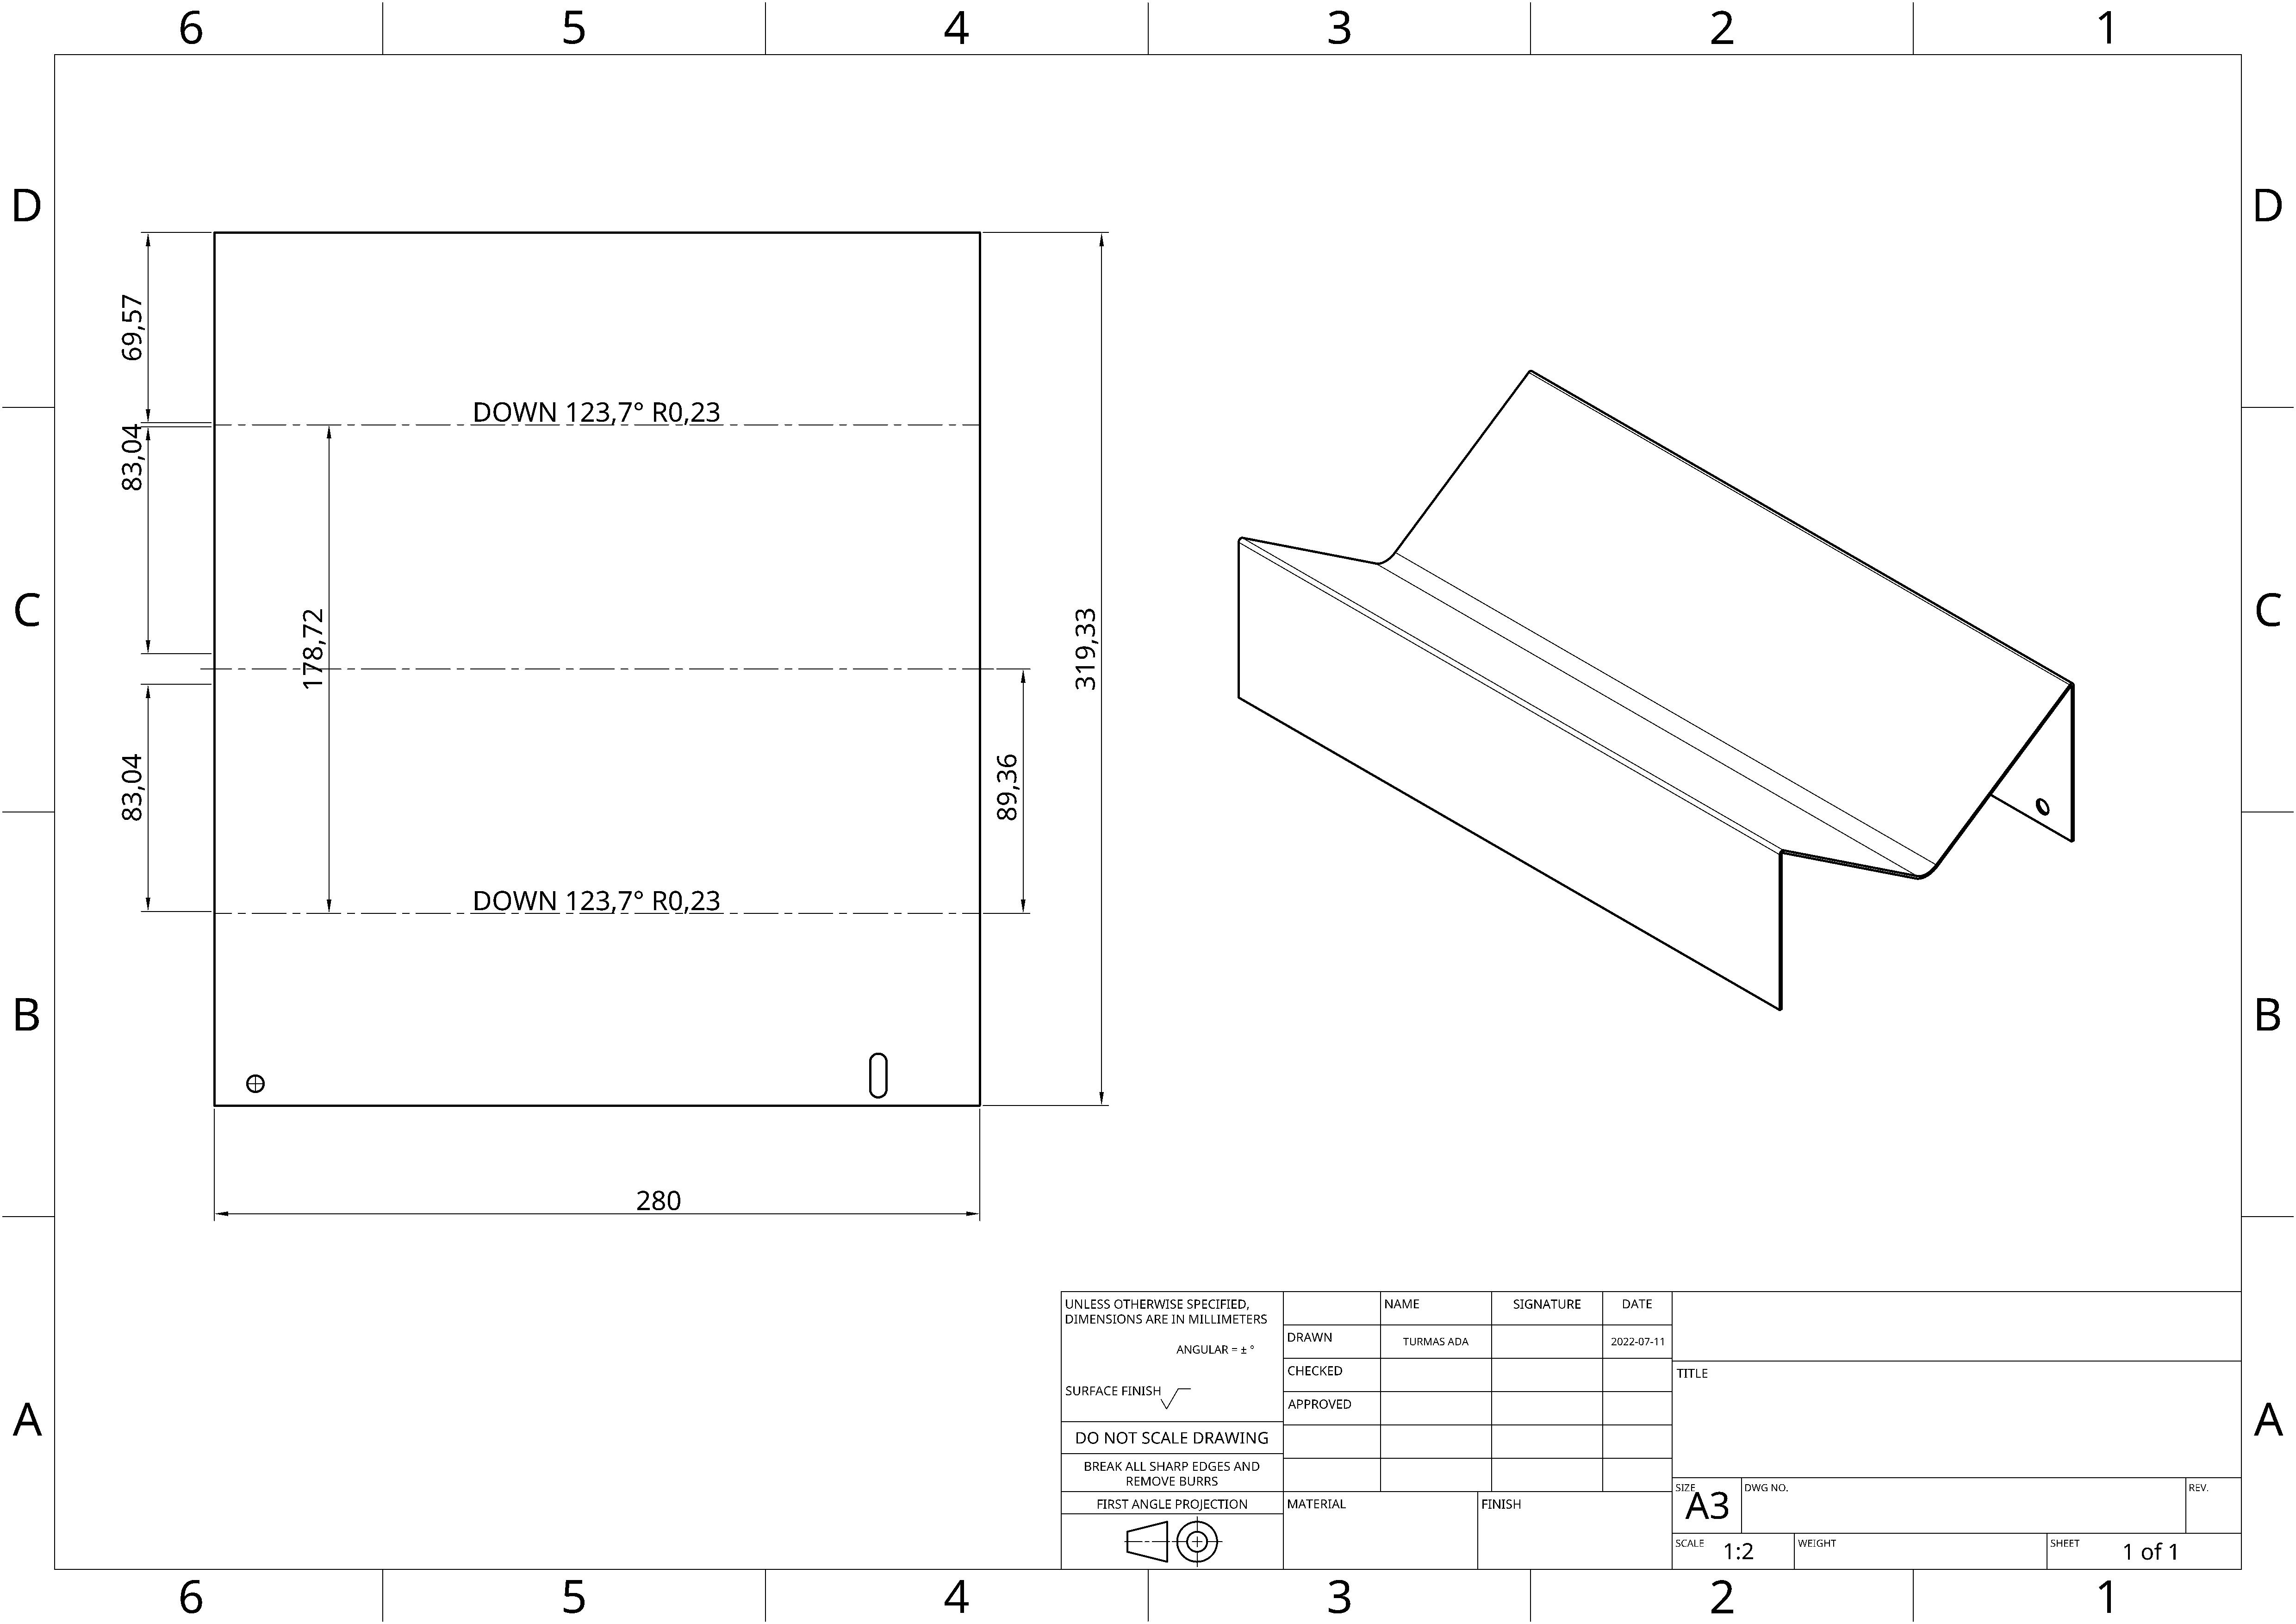 6 5 4 3 2 1
D D
69,57
DOWN 123,7° R0,23
83,04
C C
178,72
319,33
83,04
89,36
DOWN 123,7° R0,23
B B
280
UNLESS OTHERWISE SPECIFIED,
DIMENSIONS ARE IN MILLIMETERS
ANGULAR = ± °
SURFACE FINISH
DO NOT SCALE DRAWING
BREAK ALL SHARP EDGES AND
REMOVE BURRS
FIRST ANGLE PROJECTION
NAME SIGNATURE DATE
DRAWN TURMAS ADA 2022-07-11
CHECKED
APPROVED
MATERIAL FINISH
TITLE
SIZE A3 DWG NO. REV.
SCALE 1:2 WEIGHT SHEET 1 of 1
A A
6 5 4 3 2 1